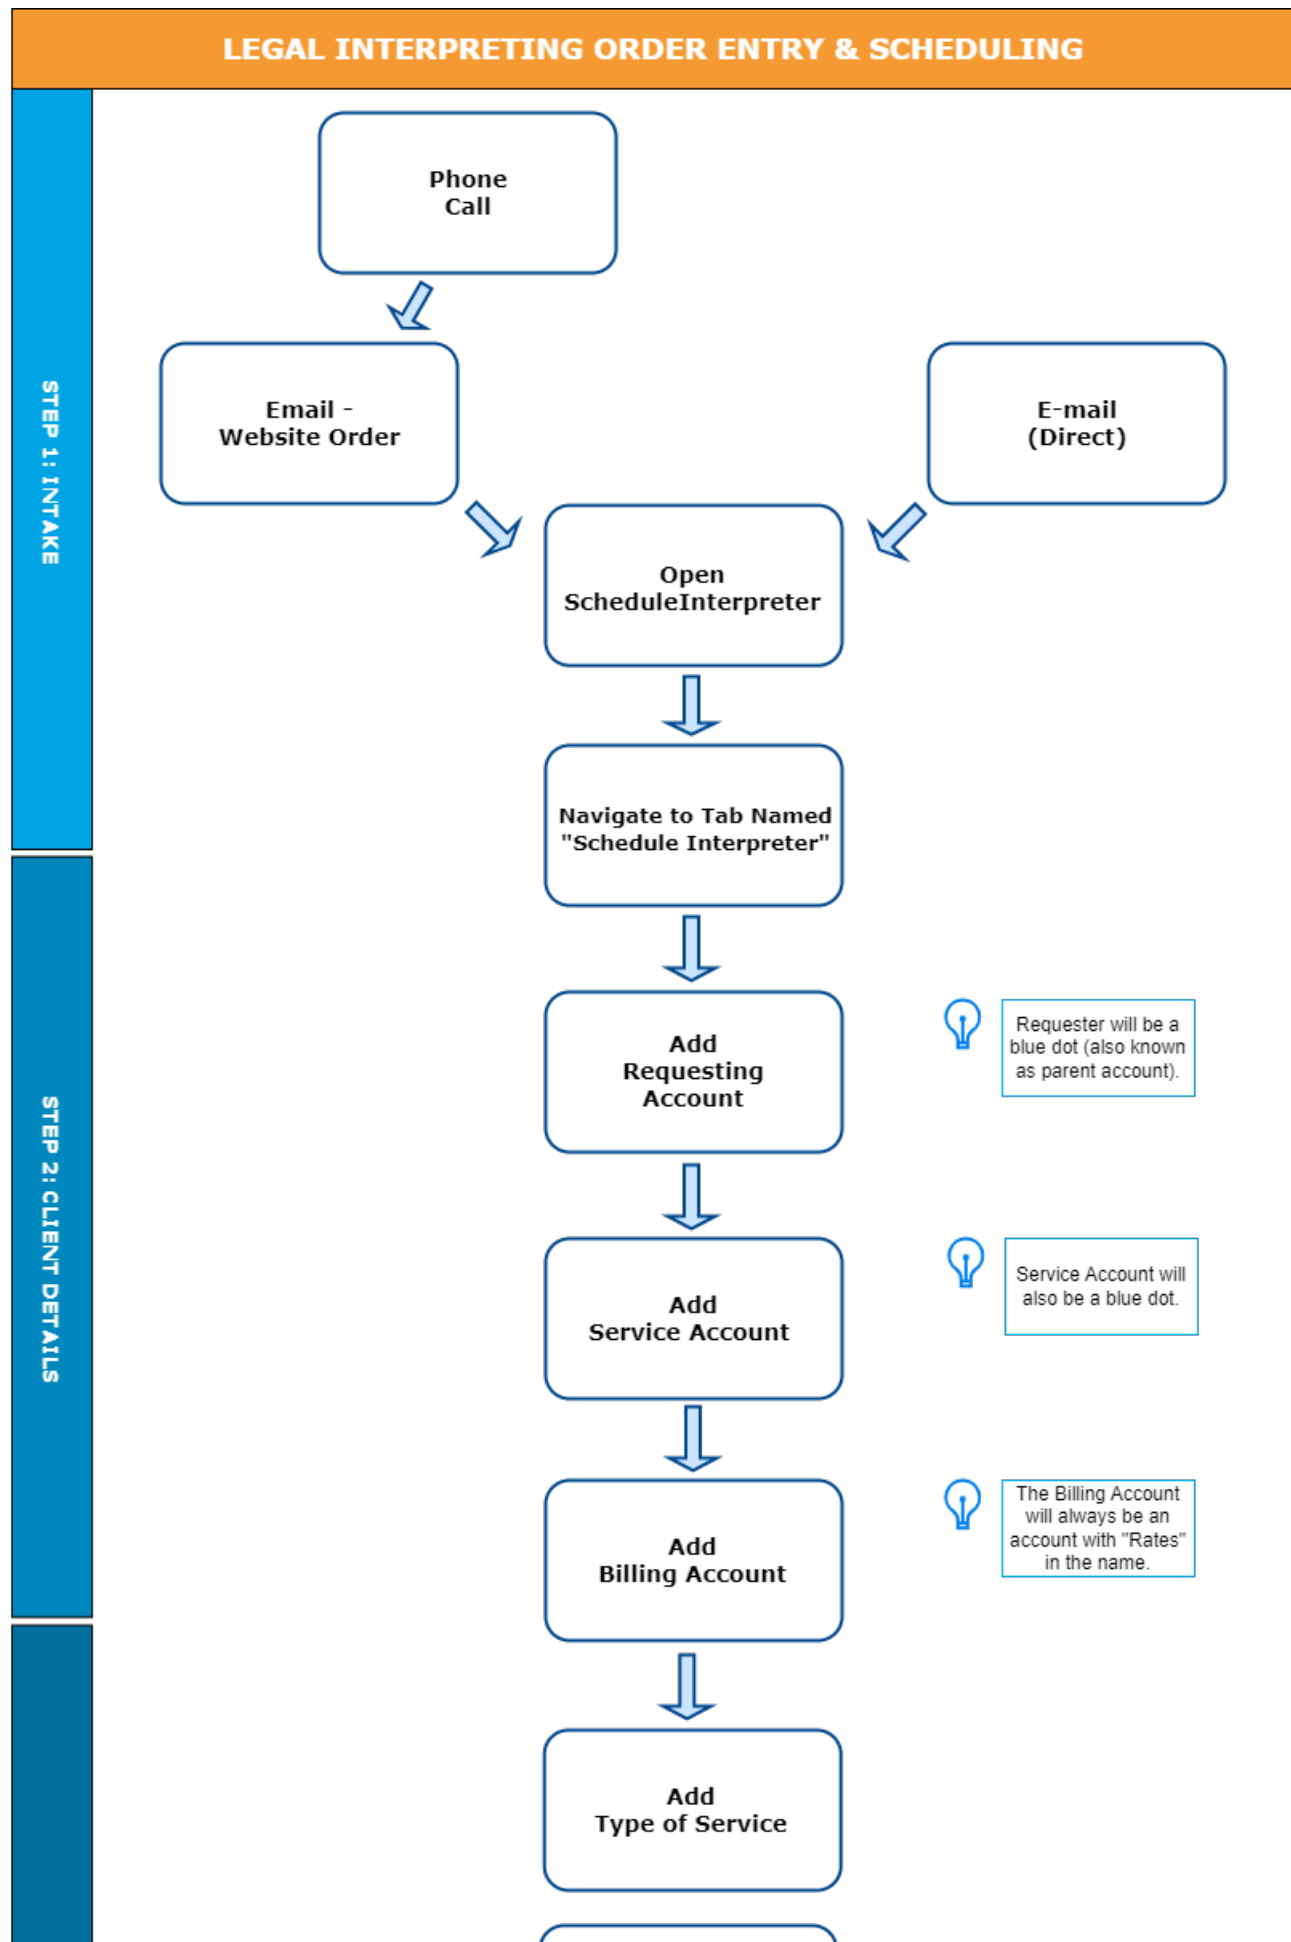 LEGAL INTERPRETING ORDER ENTRY & SCHEDULING
STEP 1: INTAKE
Phone
Call
Email -
Website Order
E-mail
(Direct)
Open
ScheduleInterpreter
Navigate to Tab Named
"Schedule Interpreter"
STEP 2: CLIENT DETAILS
Add
Requesting
Account
Requester will be a
blue dot (also known
as parent account).
Add
Service Account
Service Account will
also be a blue dot.
Add
Billing Account
The Billing Account
will always be an
account with "Rates"
in the name.
Add
Type of Service